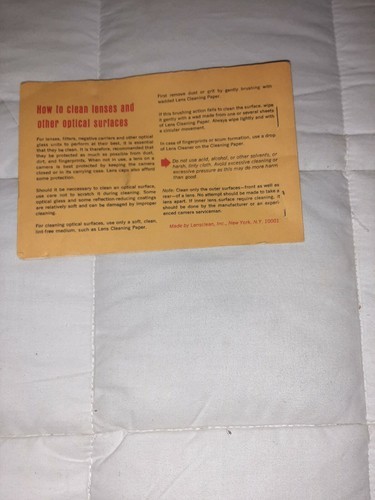 How to clean lenses and
other optical surfaces
For lenses, filters, negative carriers and other optical
glass units to perform at their best, it is essential
that they be clean. It is, therefore, recommended that
they be protected as much as possible from dust,
dirt, and fingerprints. When not in use, a lens on a
camera is best protected by keeping the camera
closed or in its carrying case. Lens caps also afford
some protection.
Should it be necessary to clean an optical surface,
use care not to scratch it during cleaning. Some
optical glass and some reflection-reducing coatings
are relatively soft and can be damaged by improper
cleaning.
For cleaning optical surfaces, use only a soft, clean,
lint-free medium, such as Lens Cleaning Paper.
First remove dust or grit by gently brushing with
wadded Lens Cleaning Paper.
If this brushing action fails to clean the surface, wipe
it gently with a wad made from one or several sheets
of Lens Cleaning Paper. Always wipe lightly and with
a circular movement.
In case of fingerprints or scum formation, use a drop
of Lens Cleaner on the Cleaning Paper.
Do not use acid, alcohol, or other solvents, or
harsh, oily cloth. Avoid excessive cleaning or
excessive pressure as this may do more harm
than good.
Note: Clean only the outer surfaces—front as well as
rear—of a lens. No attempt should be made to take a
lens apart. If inner lens surface require cleaning, it
should be done by the manufacturer or an experi-
enced camera serviceman.
Made by Lensclean, Inc., New York, N.Y. 10001